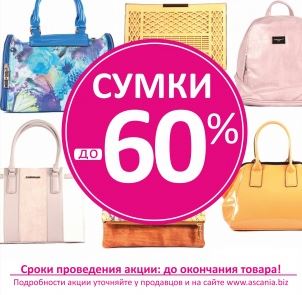 СУМКИ
ДО 60%
Сроки проведения акции: до окончания товара!
Подробности акции уточняйте у продавцов и на сайте www.ascania.biz